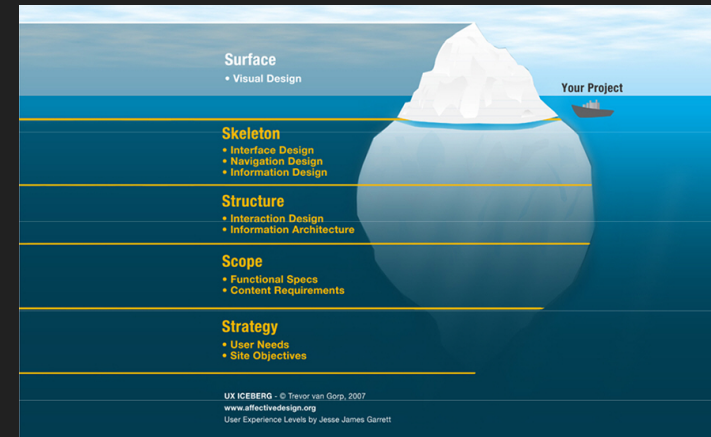 Surface
• Visual Design
Your Project
Skeleton
• Interface Design
• Navigation Design
• Information Design
Structure
• Interaction Design
• Information Architecture
Scope
• Functional Specs
• Content Requirements
Strategy
• User Needs
• Site Objectives
UX ICEBERG - © Trevor van Gorp, 2007
www.affectivedesign.org
User Experience Levels by Jesse James Garrett